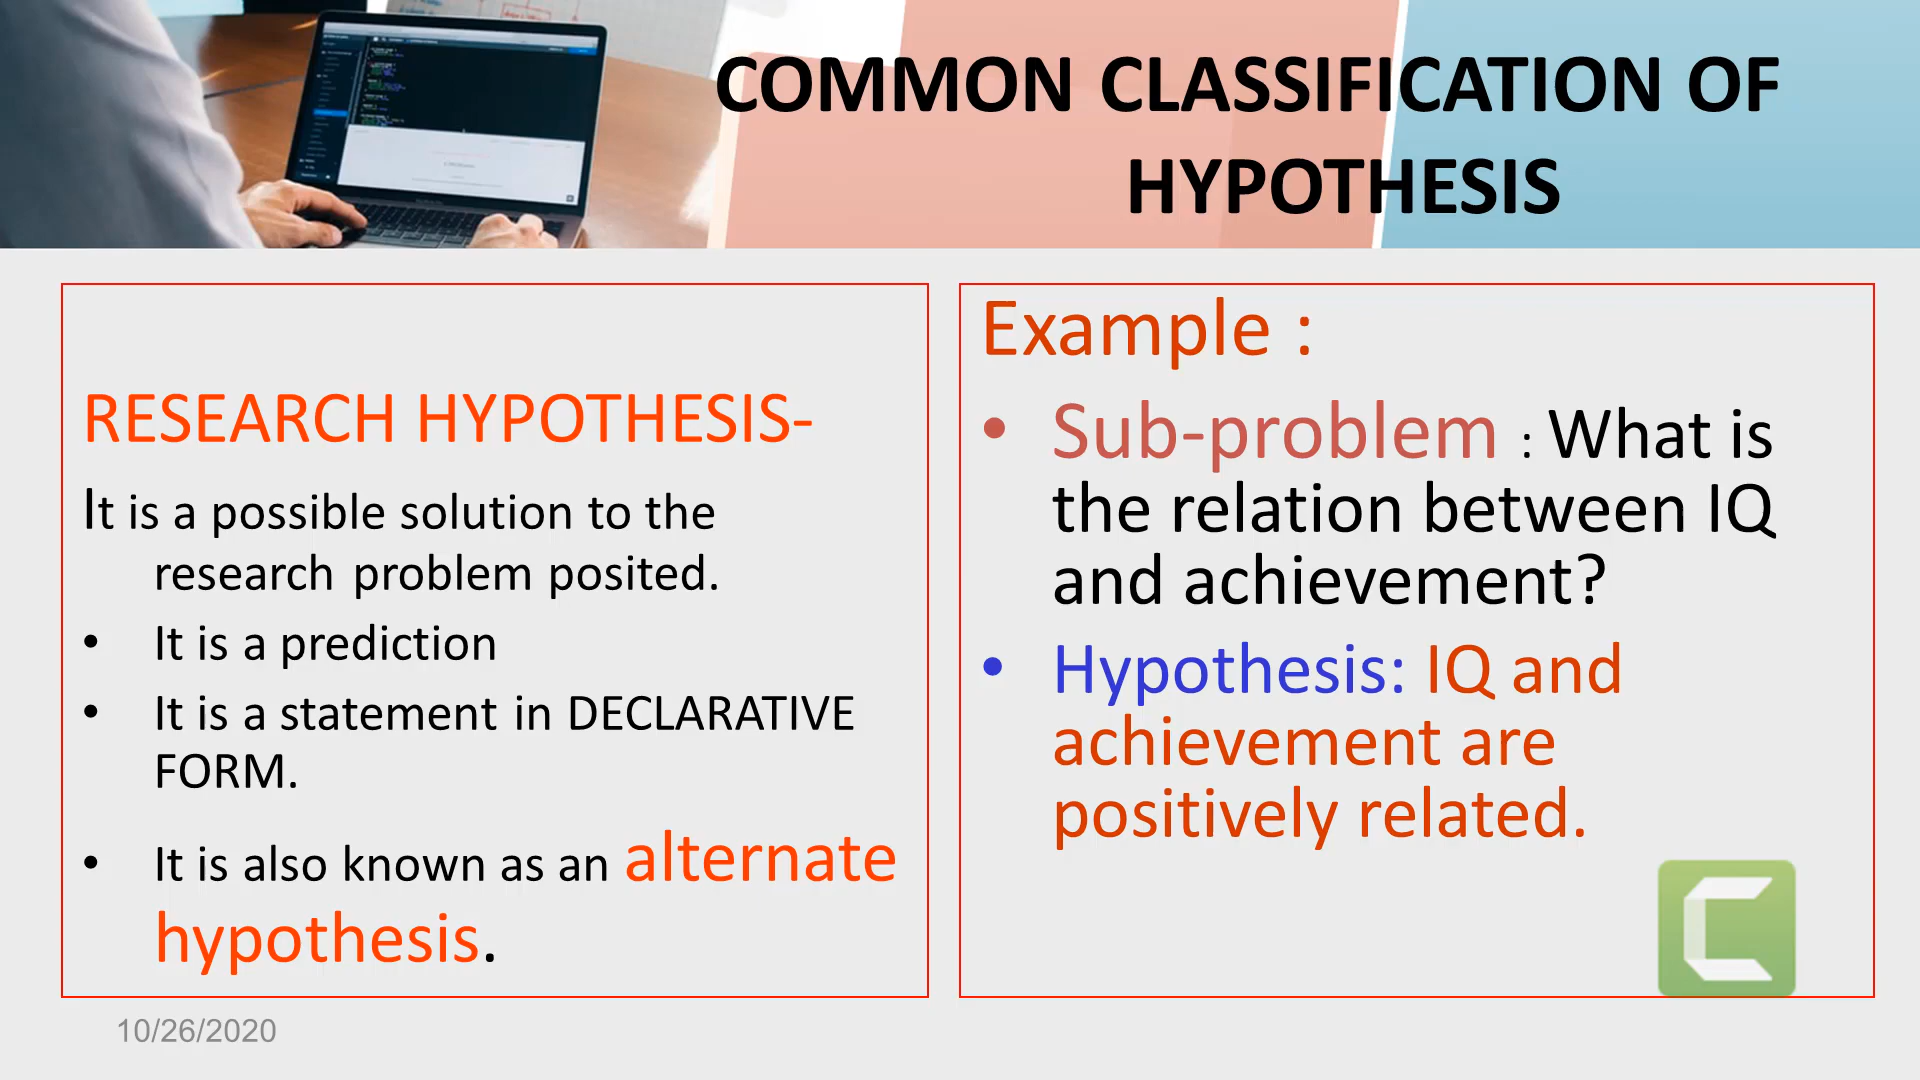 COMMON CLASSIFICATION OF
HYPOTHESIS
RESEARCH HYPOTHESIS-
It is a possible solution to the
research problem posited.
• It is a prediction
• It is a statement in DECLARATIVE
FORM.
• It is also known as an alternate
hypothesis.
Example :
• Sub-problem : What is
the relation between IQ
and achievement?
• Hypothesis: IQ and
achievement are
positively related.
10/26/2020